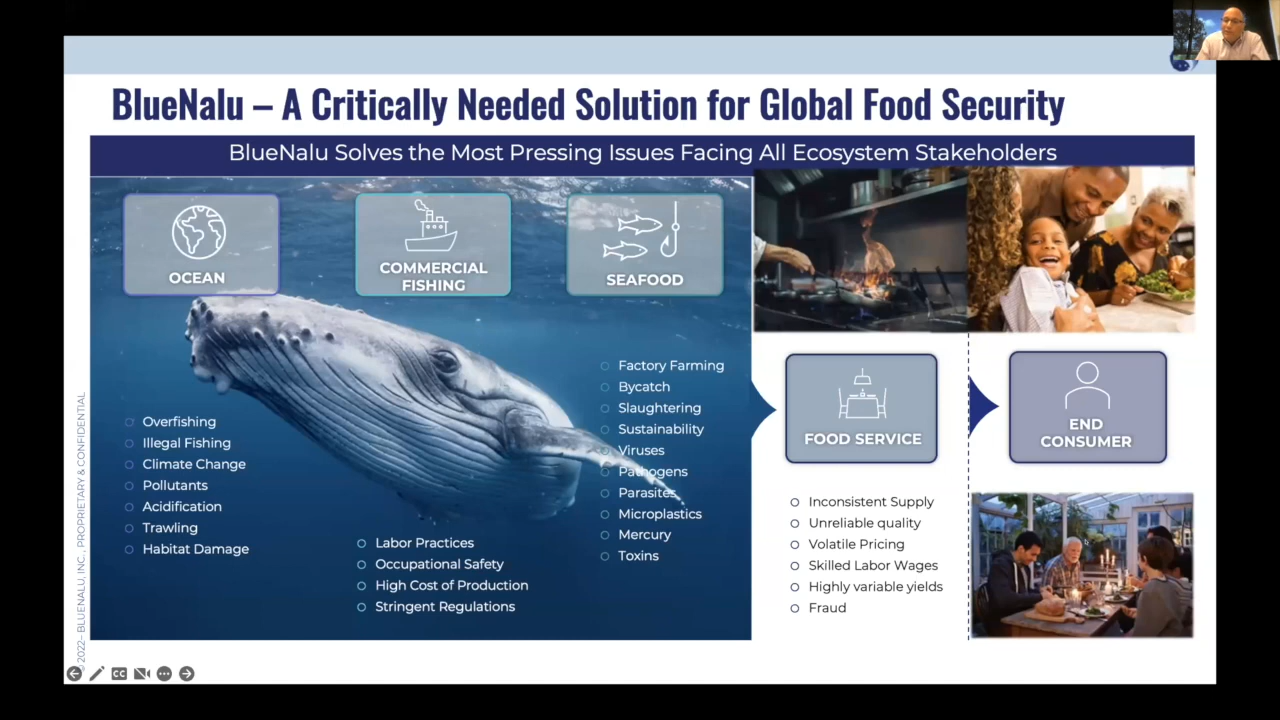 BlueNalu – A Critically Needed Solution for Global Food Security
BlueNalu Solves the Most Pressing Issues Facing All Ecosystem Stakeholders
OCEAN
COMMERCIAL
FISHING
SEAFOOD
Overfishing
Illegal Fishing
Climate Change
Pollutants
Acidification
Trawling
Habitat Damage
Labor Practices
Occupational Safety
High Cost of Production
Stringent Regulations
Factory Farming
Bycatch
Slaughtering
Sustainability
Viruses
Pathogens
Parasites
Microplastics
Mercury
Toxins
FOOD SERVICE
Inconsistent Supply
Unreliable quality
Volatile Pricing
Skilled Labor Wages
Highly variable yields
Fraud
END
CONSUMER
© 2022– BLUENALU, INC., PROPRIETARY & CONFIDENTIAL
CC